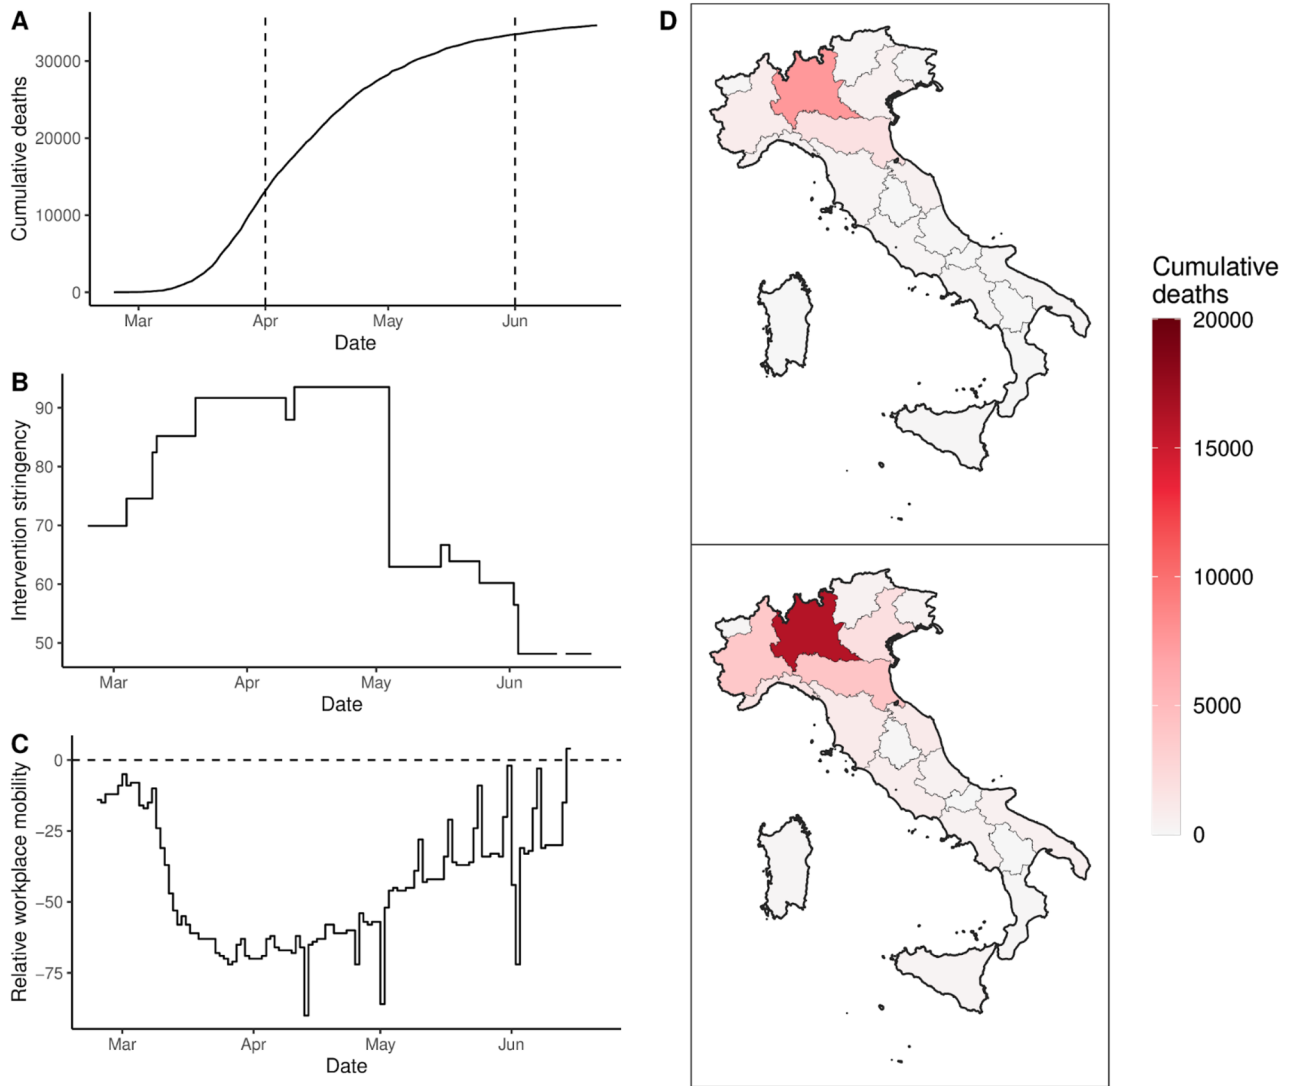 A
Cumulative deaths
30000
20000
10000
0
Mar Apr May Jun
Date
B
Intervention stringency
90
80
70
60
50
Mar Apr May Jun
Date
C
Relative workplace mobility
0
−25
−50
−75
Mar Apr May Jun
Date
D
Cumulative
deaths
20000
15000
10000
5000
0